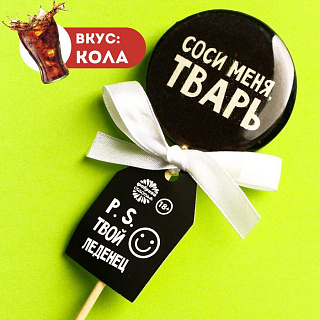 ВКУС:
КОЛА
СОСИ МЕНЯ,
ТВАРЬ
18+
P. S.
ТВОЙ
ЛЕДЕНЕЦ